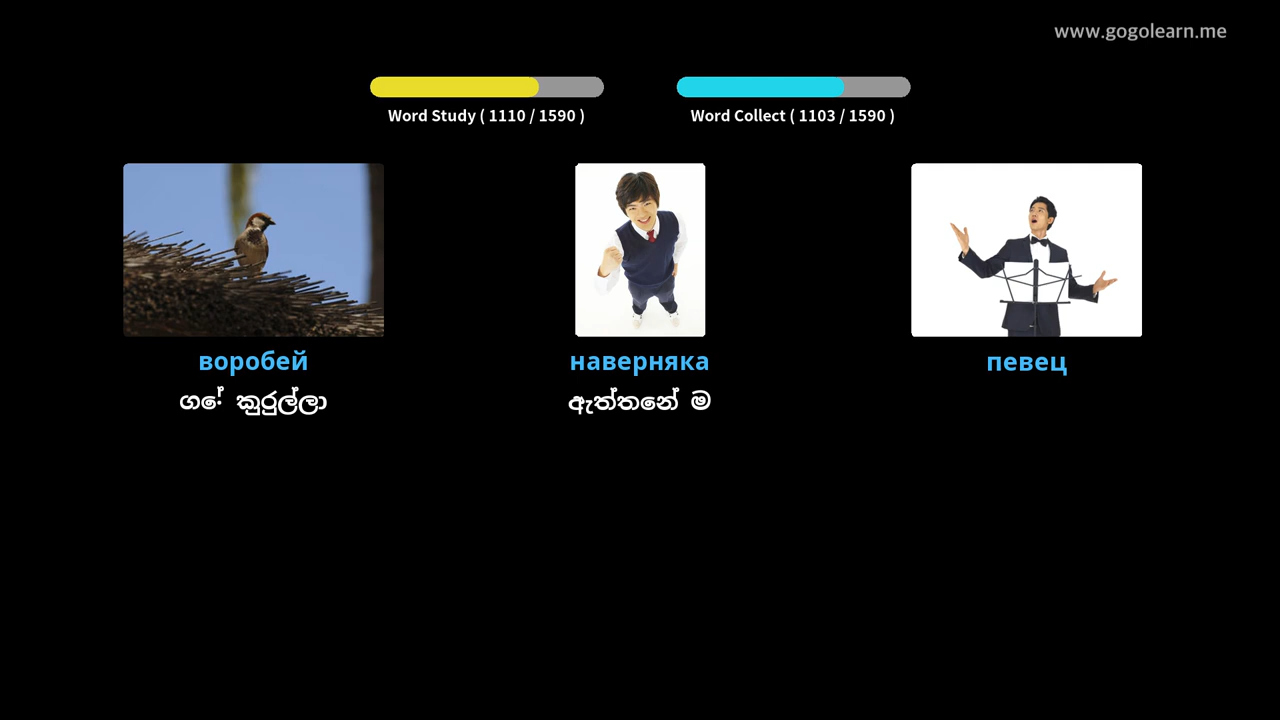 www.gogolearn.me
Word Study ( 1110 / 1590 )
Word Collect ( 1103 / 1590 )
воробей
наверняка
певец
ගේ කුරුල්ලා
ඇත්තනේ ම